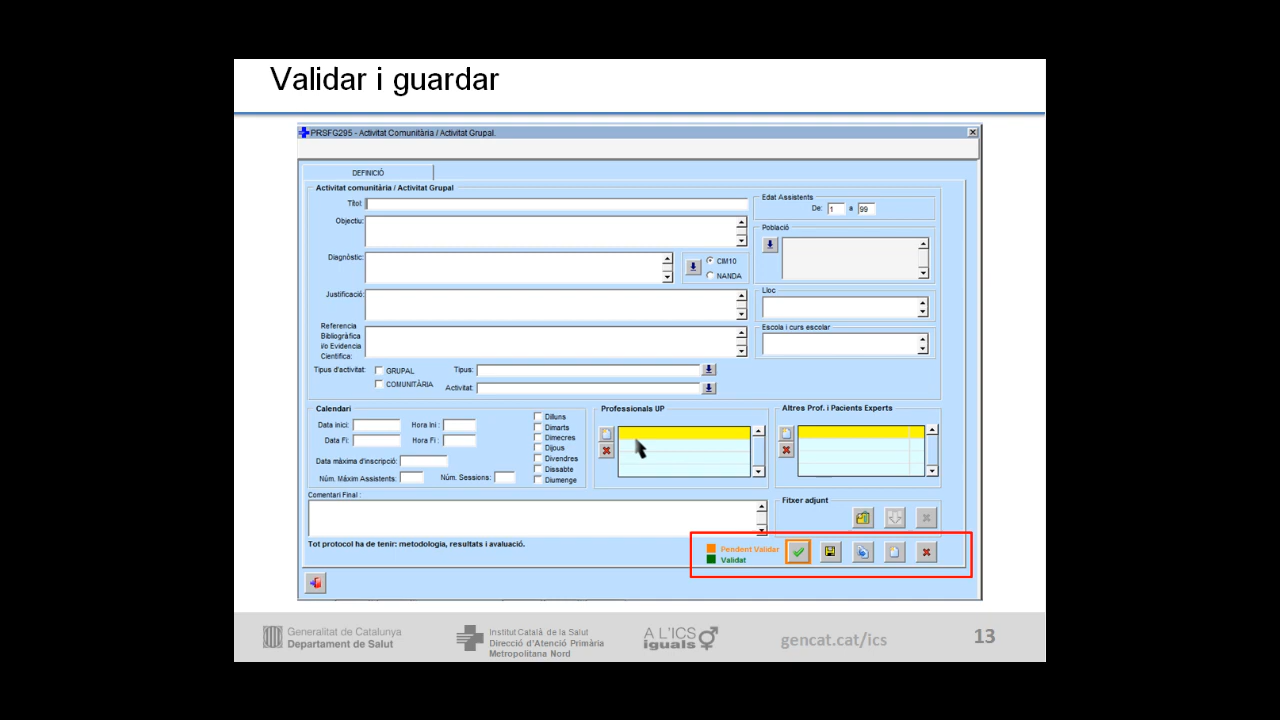 Validar i guardar
PRSFG295 - Activitat Comunitària / Activitat Grupal.
DEFINICIÓ
Activitat comunitària / Activitat Grupal
Títol:
Objectiu:
Diagnòstic:
CIM10
NANDA
Justificació:
Referencia
Bibliogràfica
i/o Evidencia
Científica:
Tipus d'activitat:
GRUPAL
COMUNITÀRIA
Tipus:
Activitat:
Edat Assistents
De: 1 a 99
Població
Lloc
Escola i curs escolar
Calendari
Data inici:
Hora Ini :
Data Fi:
Hora Fi :
Data màxima d'inscripció:
Núm. Màxim Assistents:
Núm. Sessions:
Dilluns
Dimarts
Dimecres
Dijous
Divendres
Dissabte
Diumenge
Professionals UP
Altres Prof. i Pacients Experts
Comentari Final :
Fitxer adjunt
Tot protocol ha de tenir: metodologia, resultats i avaluació.
Pendent Validar
Validat
Generalitat de Catalunya
Departament de Salut
Institut Català de la Salut
Direcció d'Atenció Primària
Metropolitana Nord
A L'ICS
iguals
gencat.cat/ics
13